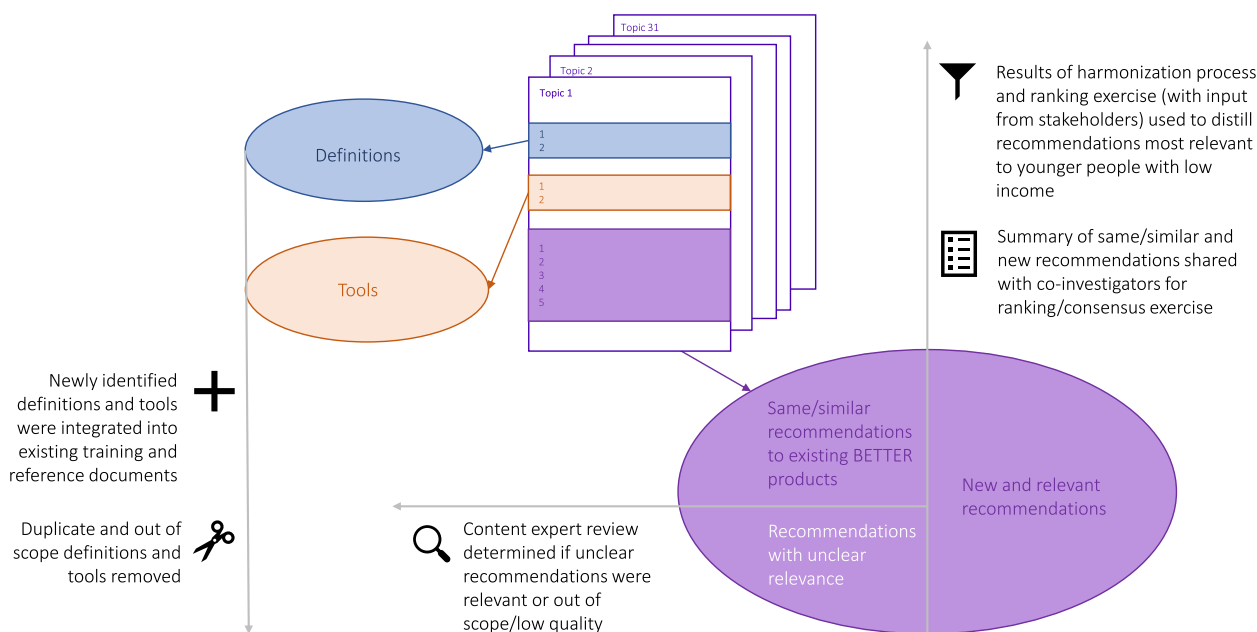 Topic 31
Topic 2
Topic 1
1
2
1
2
1
2
3
4
5
Definitions
Tools
Newly identified
definitions and tools
were integrated into
existing training and
reference documents
Duplicate and out of
scope definitions and
tools removed
Results of harmonization process
and ranking exercise (with input
from stakeholders) used to distill
recommendations most relevant
to younger people with low
income
Summary of same/similar and
new recommendations shared
with co-investigators for
ranking/consensus exercise
Same/similar
recommendations
to existing BETTER
products
New and relevant
recommendations
Recommendations
with unclear
relevance
Content expert review
determined if unclear
recommendations were
relevant or out of
scope/low quality